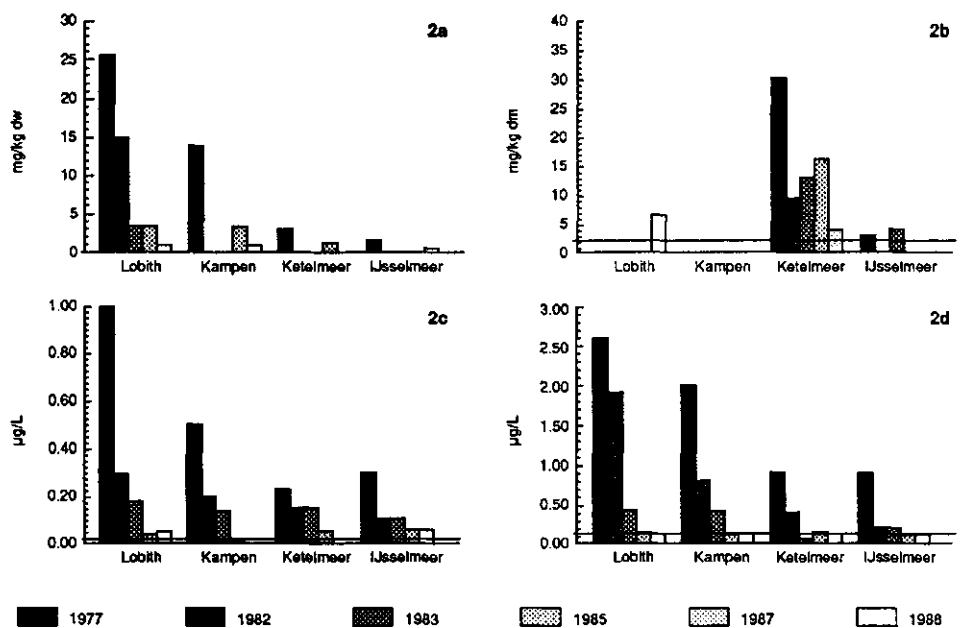 2a
30
25
20
15
10
5
0
mg/kg dw
Lobith Kampen Ketelmeer IJsselmeer
2b
40
35
30
25
20
15
10
5
0
mg/kg dm
Lobith Kampen Ketelmeer IJsselmeer
2c
1.00
0.80
0.60
0.40
0.20
0.00
µg/L
Lobith Kampen Ketelmeer IJsselmeer
2d
3.00
2.50
2.00
1.50
1.00
0.50
0.00
µg/L
Lobith Kampen Ketelmeer IJsselmeer
1977 1982 1983 1985 1987 1988